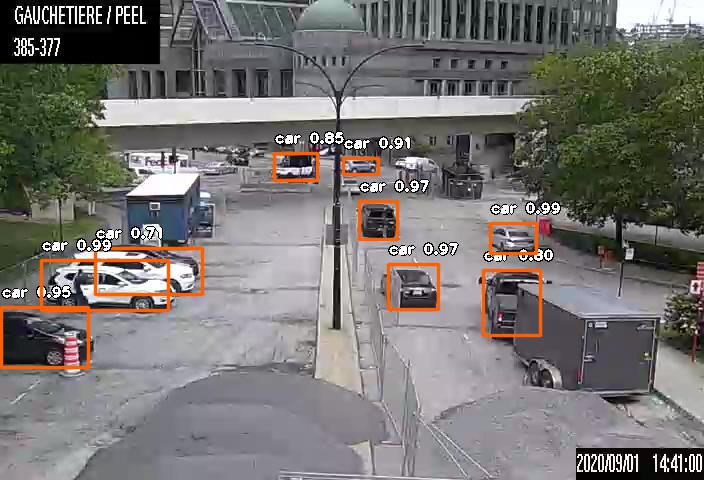 GAUCHETIERE / PEEL
385-377
car 0.85
car 0.91
FedEx
car 0.97
car 0.99
car 0.71
car 0.99
car 0.97
car 0.80
car 0.95
2020/09/01 14:41:00